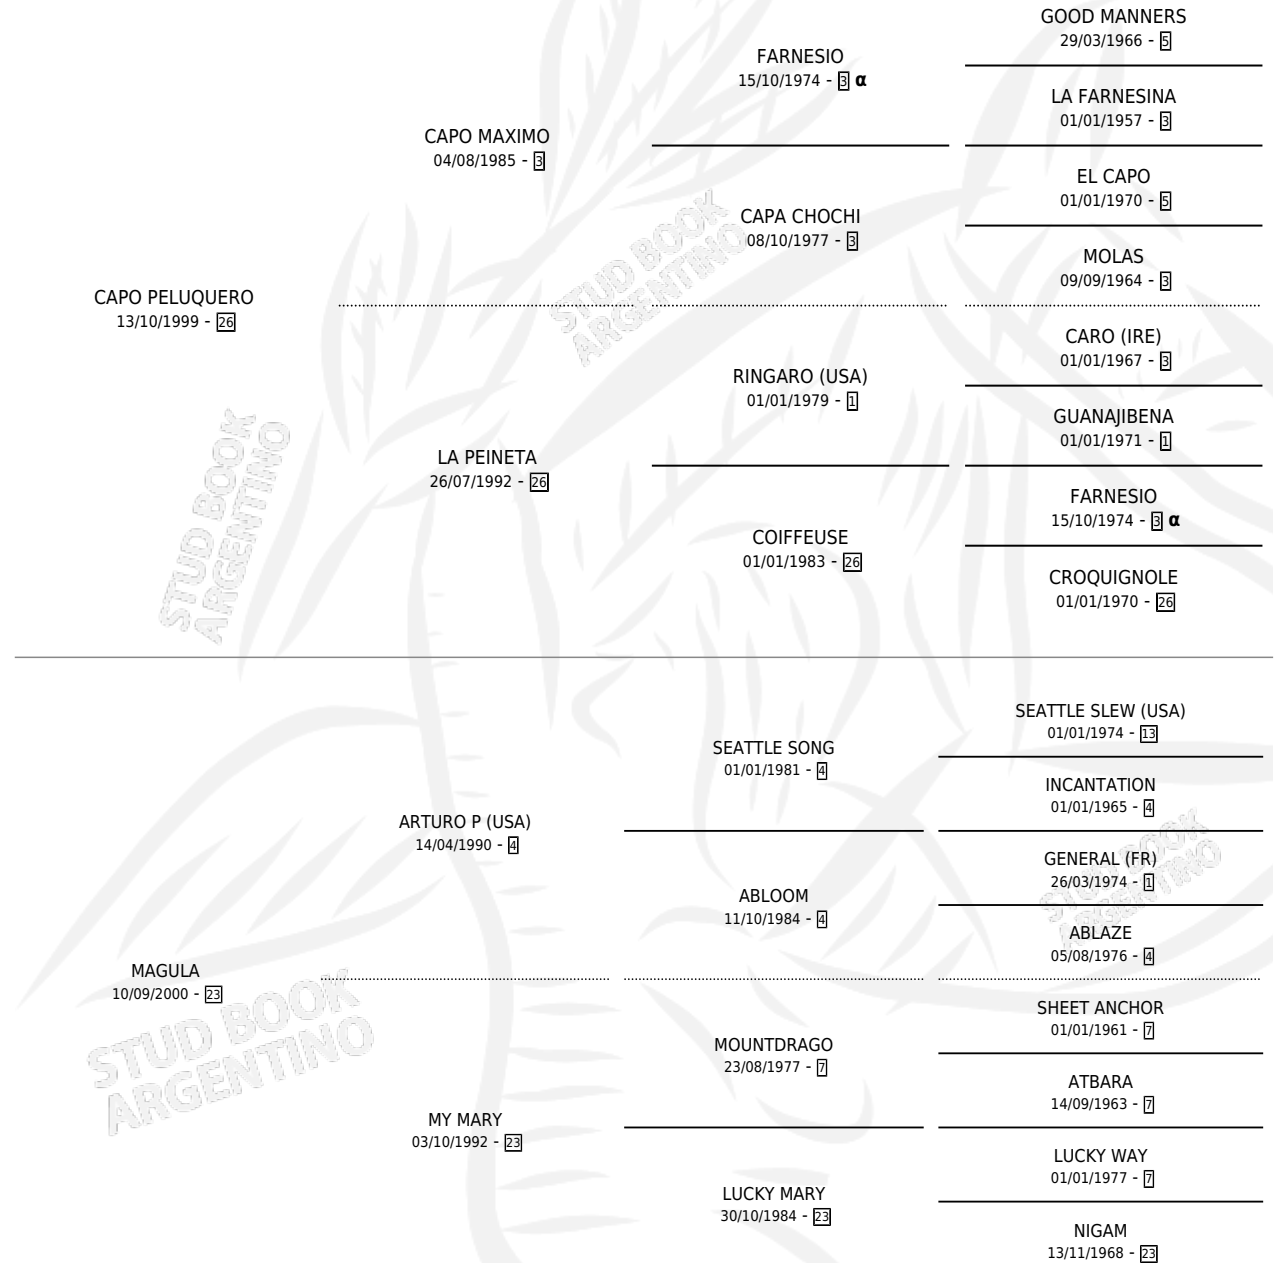 GOOD MANNERS
29/03/1966 - 5
FARNESIO
15/10/1974 - 3 α
LA FARNESINA
01/01/1957 - 3
CAPO MAXIMO
04/08/1985 - 3
EL CAPO
01/01/1970 - 5
CAPA CHOCHI
08/10/1977 - 3
MOLAS
09/09/1964 - 3
CAPO PELUQUERO
13/10/1999 - 26
CARO (IRE)
01/01/1967 - 3
RINGARO (USA)
01/01/1979 - 1
GUANAJIBENA
01/01/1971 - 1
LA PEINETA
26/07/1992 - 26
FARNESIO
15/10/1974 - 3 α
COIFFEUSE
01/01/1983 - 26
CROQUIGNOLE
01/01/1970 - 26
SEATTLE SLEW (USA)
01/01/1974 - 13
SEATTLE SONG
01/01/1981 - 4
INCANTATION
01/01/1965 - 4
ARTURO P (USA)
14/04/1990 - 4
GENERAL (FR)
26/03/1974 - 1
ABLOOM
11/10/1984 - 4
ABLAZE
05/08/1976 - 4
MAGULA
10/09/2000 - 23
SHEET ANCHOR
01/01/1961 - 7
MOUNTDRAGO
23/08/1977 - 7
ATBARA
14/09/1963 - 7
MY MARY
03/10/1992 - 23
LUCKY WAY
01/01/1977 - 7
LUCKY MARY
30/10/1984 - 23
NIGAM
13/11/1968 - 23
STUD BOOK
ARGENTINO
STUD BOOK
ARGENTINO
STUD BOOK
ARGENTINO
STUD BOOK
ARGENTINO